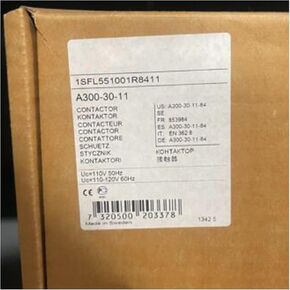 1SFL551001R8411
A300-30-11
CONTACTOR
KONTAKTOR
CONTACTEUR
CONTACTOR
CONTATTORE
SCHUETZ
STYCZNIK
KONTAKTORI
US: A300-30-11-84
SE:
FR: 853984
ES: A300-30-11-84
IT: EN 362 8
DE: A300-30-11-84
КОНТАКТОР
接触器
Uc=110V 50Hz
Uc=110-120V 60Hz
7 320500 203378
Made in Sweden
1342 5